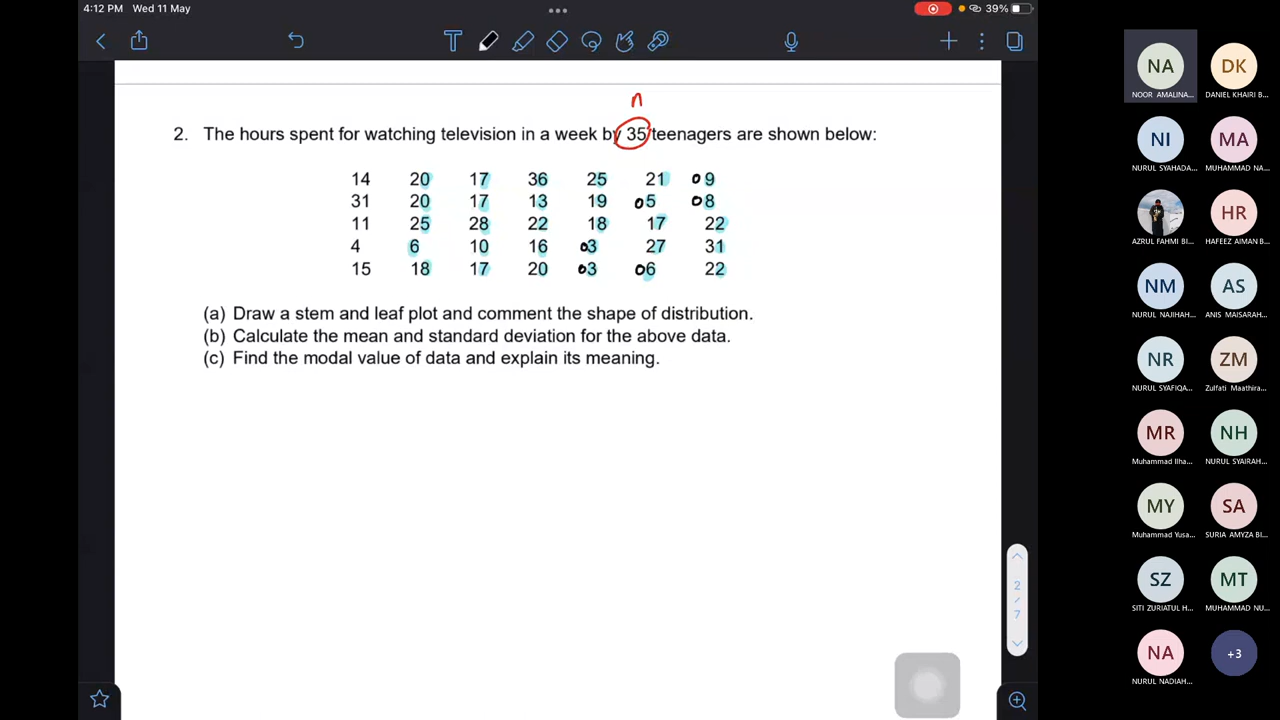 4:12 PM Wed 11 May
39%
n
2. The hours spent for watching television in a week by 35 teenagers are shown below:
14 20 17 36 25 21 09
31 20 17 13 19 05 08
11 25 28 22 18 17 22
4 6 10 16 03 27 31
15 18 17 20 03 06 22
(a) Draw a stem and leaf plot and comment the shape of distribution.
(b) Calculate the mean and standard deviation for the above data.
(c) Find the modal value of data and explain its meaning.
2
7
NA DK
NOOR AMALINA... DANIEL KHAIRI B...
NI MA
NURUL SYAHADA... MUHAMMAD NA...
HR
AZRUL FAHMI BI... HAFEEZ AIMAN B...
NM AS
NURUL NAJIHAH... ANIS MAISARAH...
NR ZM
NURUL SYAFIQA... Zulfati Maathira...
MR NH
Muhammad Ilha... NURUL SYAIRAH...
MY SA
Muhammad Yusa... SURIA AMYZA BI...
SZ MT
SITI ZURIATUL H... MUHAMMAD NU...
NA +3
NURUL NADIAH...